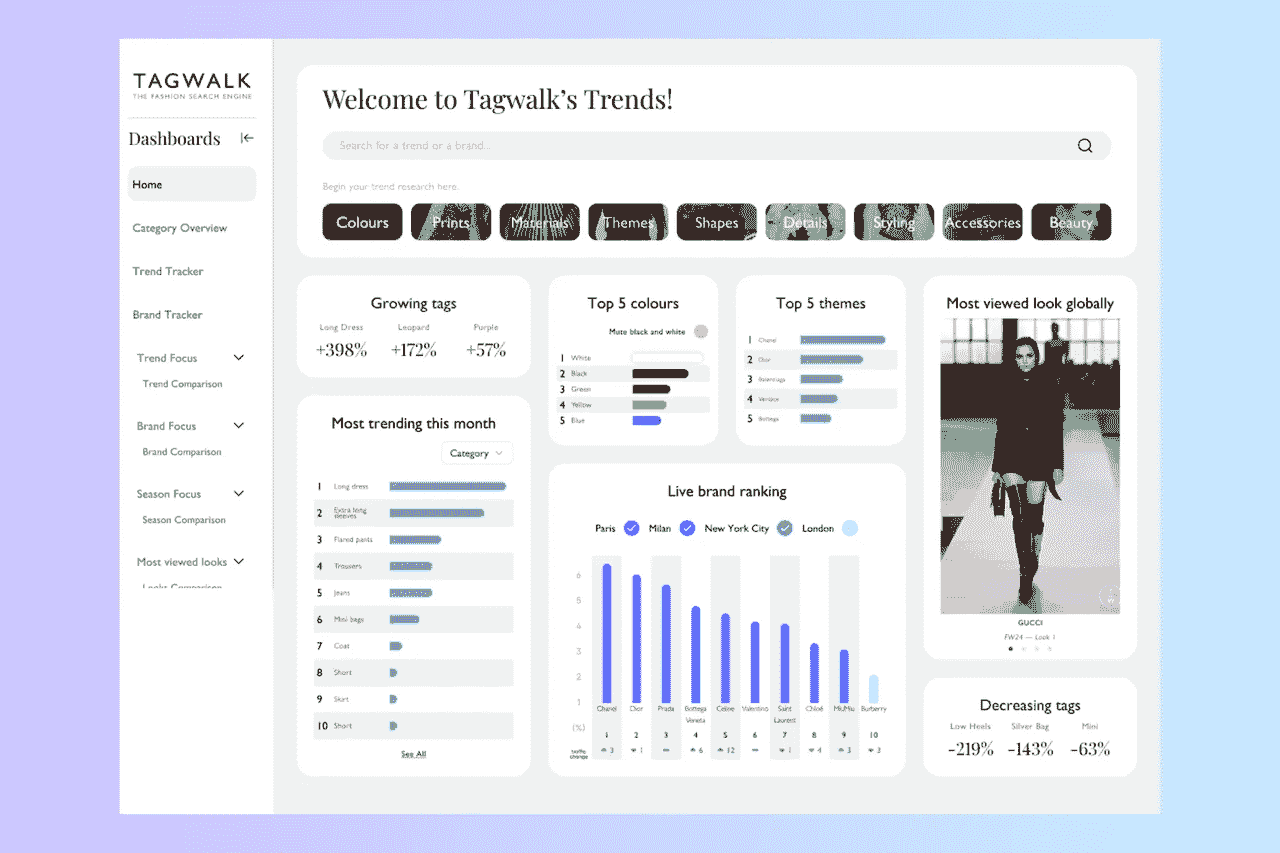 TAGWALK
THE FASHION SEARCH ENGINE
Dashboards
Home
Category Overview
Trend Tracker
Brand Tracker
Trend Focus
Trend Comparison
Brand Focus
Brand Comparison
Season Focus
Season Comparison
Most viewed looks
Looks Comparison
Welcome to Tagwalk’s Trends!
Search for a trend or a brand...
Begin your trend research here.
Colours Prints Materials Themes Shapes Details Styling Accessories Beauty
Growing tags
Long Dress Leopard Purple
+398% +172% +57%
Most trending this month
Category
1 Long dress
2 Extra long
sleeves
3 Flared pants
4 Trousers
5 Jeans
6 Mini bags
7 Coat
8 Short
9 Skirt
10 Short
See All
Top 5 colours
Mute black and white
1 White
2 Black
3 Green
4 Yellow
5 Blue
Top 5 themes
1 Chanel
2 Dior
3 Balenciaga
4 Versace
5 Bottega
Live brand ranking
Paris Milan New York City London
6
5
4
3
2
1
Chanel Dior Prada Bottega Celine Valentino Saint Chloé MiuMiu Burberry
Veneta Laurent
(%) 1 2 3 4 5 6 7 8 9 10
traffic
change
3 1 6 12 1 4 3 3
Most viewed look globally
GUCCI
FW24 — Look 1
Decreasing tags
Low Heels Silver Bag Mini
-219% -143% -63%